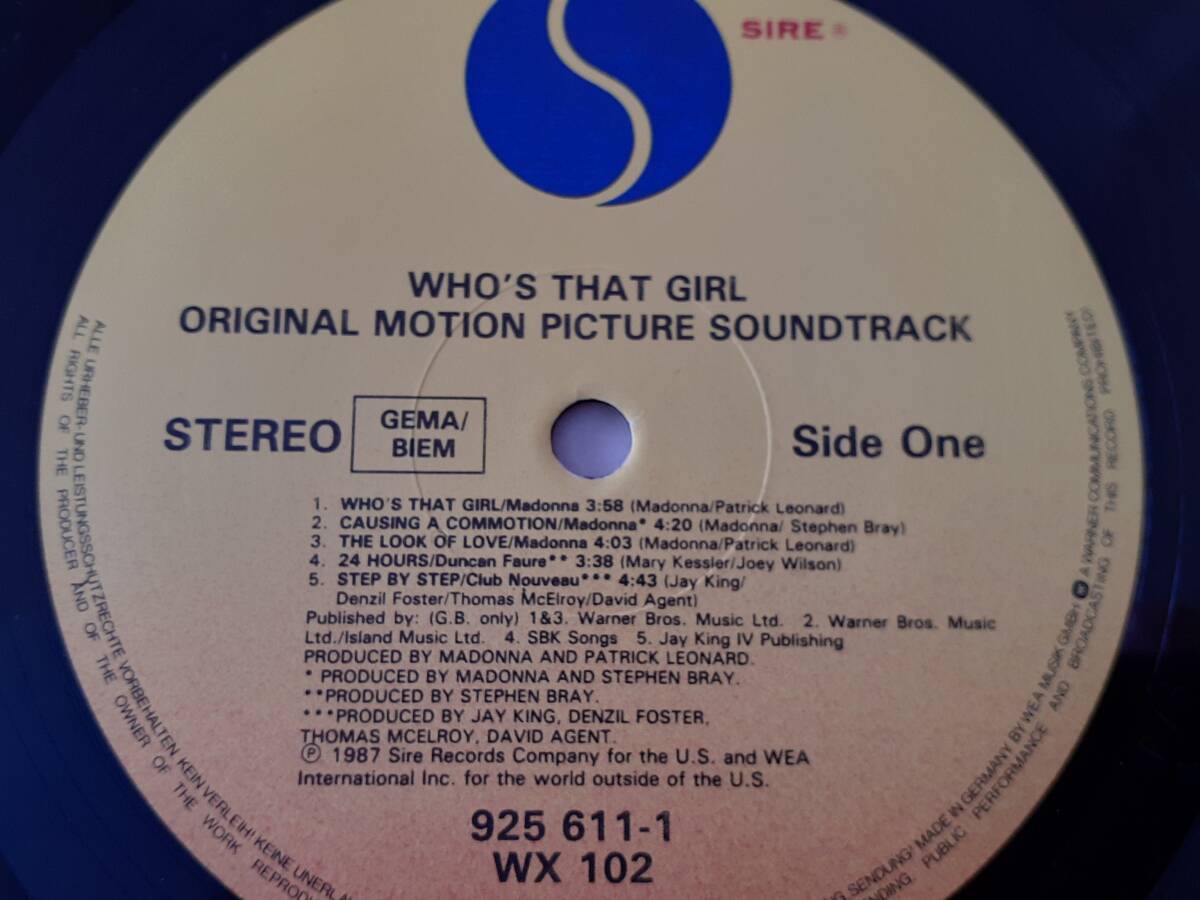 SIRE ®
WHO'S THAT GIRL
ORIGINAL MOTION PICTURE SOUNDTRACK
STEREO
GEMA/
BIEM
Side One
1. WHO'S THAT GIRL/Madonna 3:58 (Madonna/Patrick Leonard)
2. CAUSING A COMMOTION/Madonna* 4:20 (Madonna/ Stephen Bray)
3. THE LOOK OF LOVE/Madonna 4:03 (Madonna/Patrick Leonard)
4. 24 HOURS/Duncan Faure** 3:38 (Mary Kessler/Joey Wilson)
5. STEP BY STEP/Club Nouveau*** 4:43 (Jay King/
Denzil Foster/Thomas McElroy/David Agent)
Published by: (G.B. only) 1&3. Warner Bros. Music Ltd. 2. Warner Bros. Music
Ltd./Island Music Ltd. 4. SBK Songs 5. Jay King IV Publishing
PRODUCED BY MADONNA AND PATRICK LEONARD.
* PRODUCED BY MADONNA AND STEPHEN BRAY.
**PRODUCED BY STEPHEN BRAY.
***PRODUCED BY JAY KING, DENZIL FOSTER,
THOMAS MCELROY, DAVID AGENT.
Ⓟ 1987 Sire Records Company for the U.S. and WEA
International Inc. for the world outside of the U.S.
925 611-1
WX 102
ALLE URHEBER- UND LEISTUNGSSCHUTZRECHTE VORBEHALTEN KEIN VERLEIH! KEINE
ALL RIGHTS OF THE PRODUCER AND OF THE OWNER OF THE WORK
SENDUNG! MADE IN GERMANY BY WEA MUSIK GMBH A WARNER COMMUNICATIONS COMPANY
PUBLIC PERFORMANCE AND BROADCASTING OF THIS RECORD PROHIBITED!